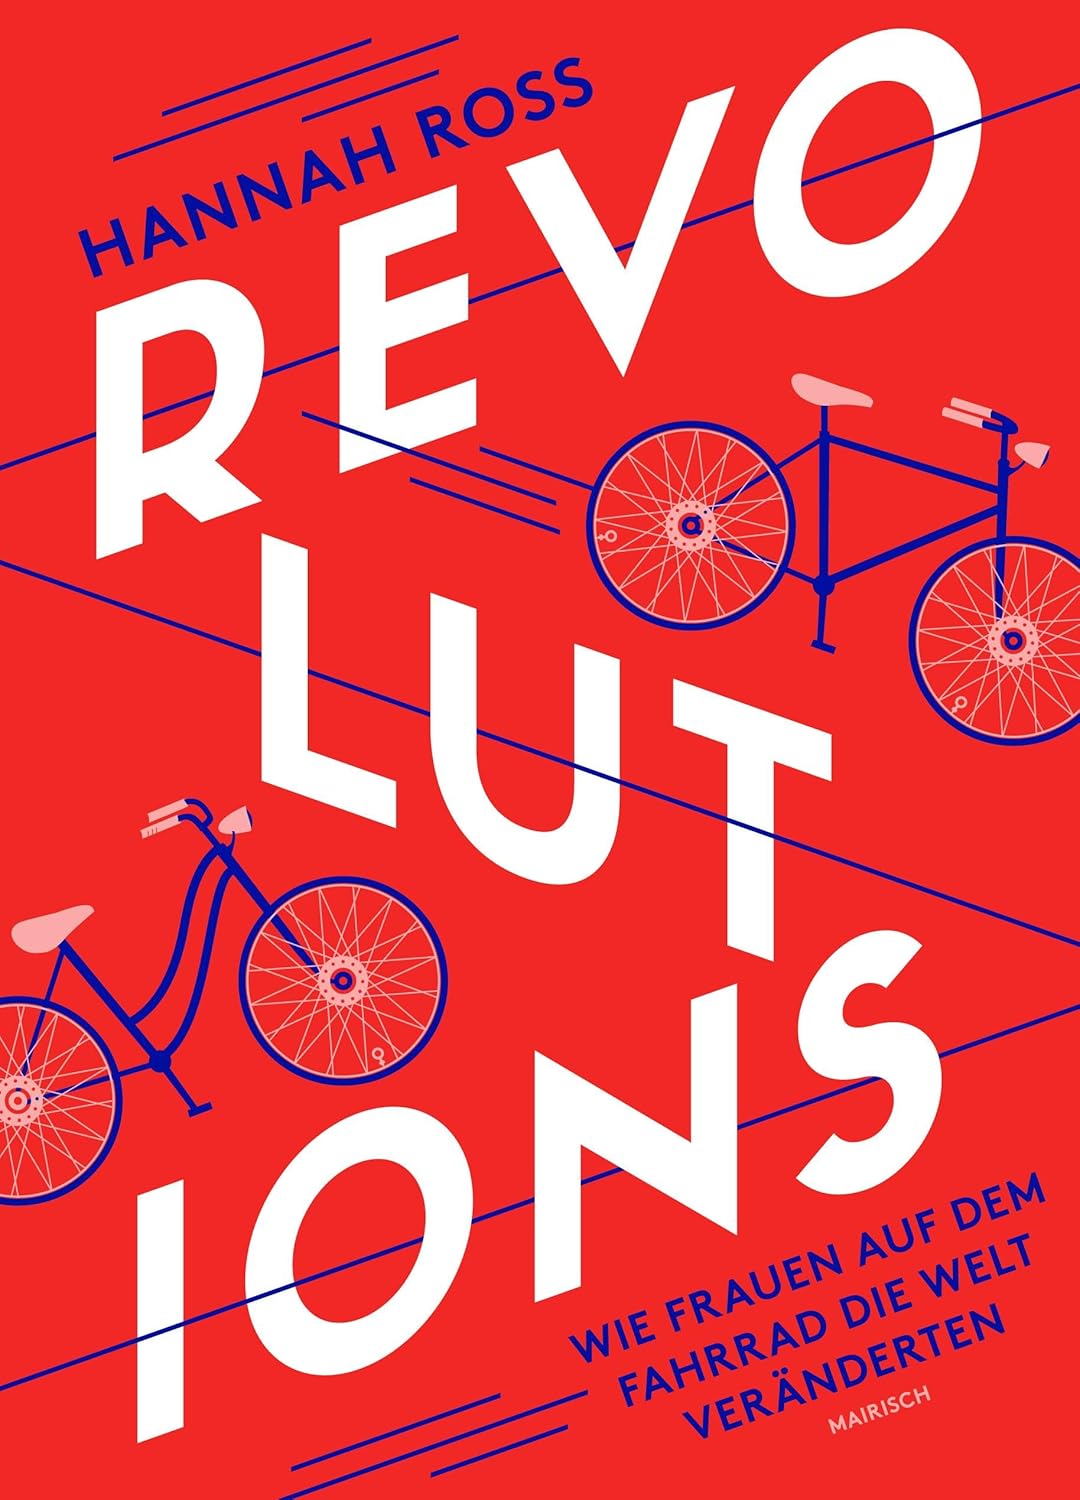 HANNAH ROSS
REVO
LUT
IONS
WIE FRAUEN AUF DEM
FAHRRAD DIE WELT
VERÄNDERTEN
MAIRISCH